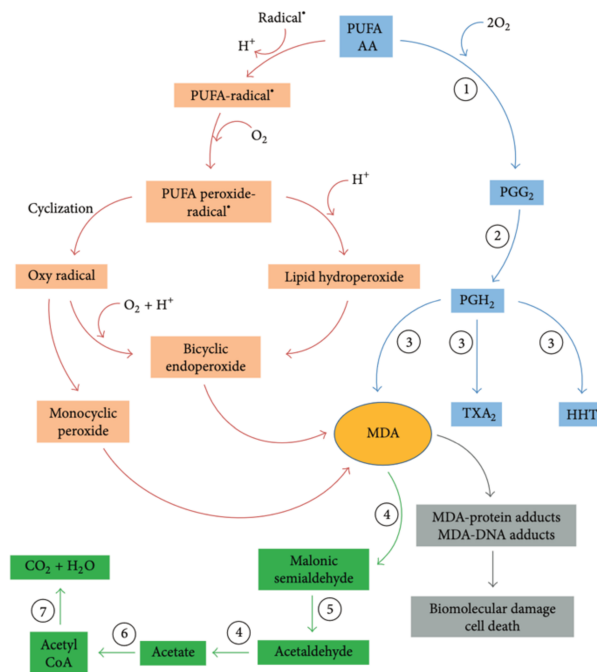 Radical•
H⁺
PUFA
AA
2O₂
①
PUFA-radical•
O₂
PUFA peroxide-
radical•
H⁺
Cyclization
PGG₂
②
Oxy radical
Lipid hydroperoxide
O₂ + H⁺
PGH₂
③
③
③
Bicyclic
endoperoxide
Monocyclic
peroxide
MDA
TXA₂
HHT
④
MDA-protein adducts
MDA-DNA adducts
Malonic
semialdehyde
CO₂ + H₂O
⑤
Biomolecular damage
cell death
⑦
Acetyl
CoA
⑥
Acetate
④
Acetaldehyde